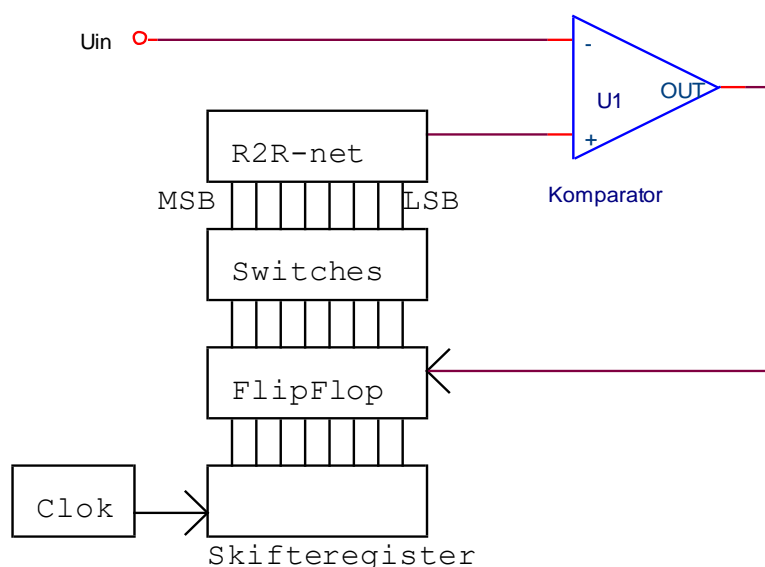 Uin
-
U1
OUT
+
R2R-net
MSB
LSB
Komparator
Switches
FlipFlop
Clok
Skifteregister